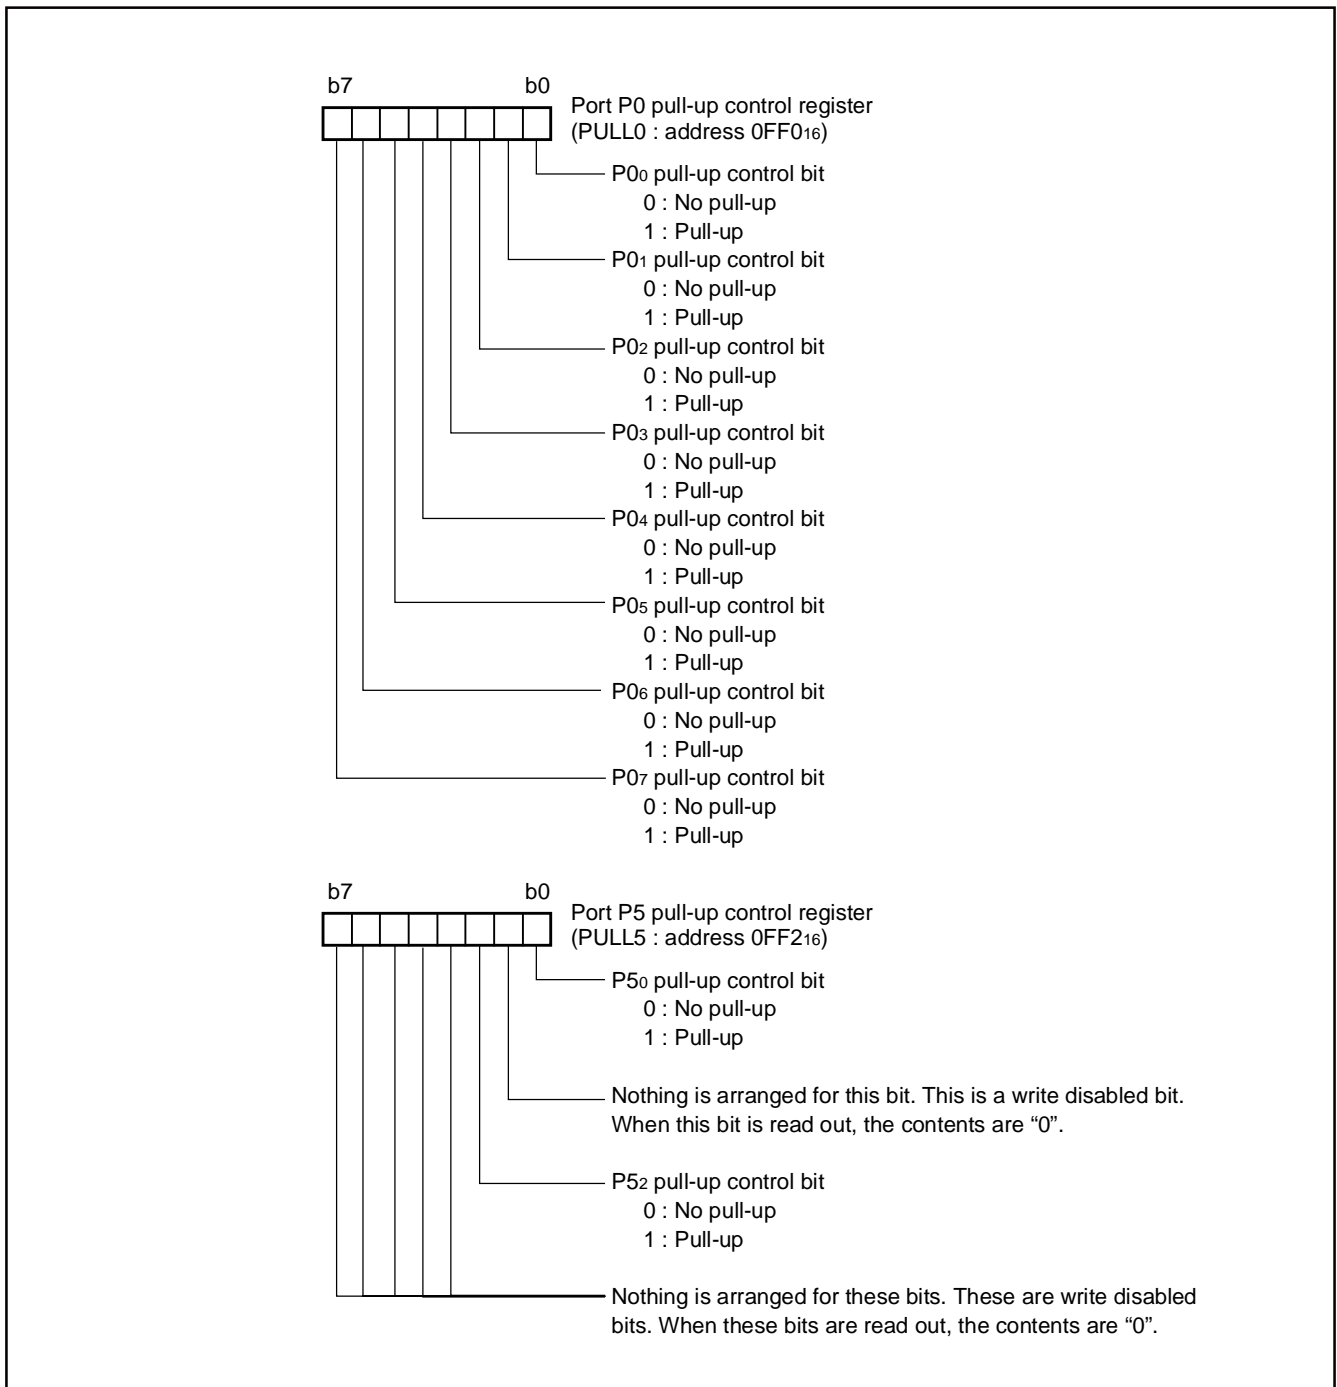 b7 b0
Port P0 pull-up control register
(PULL0 : address 0FF016)
P00 pull-up control bit
0 : No pull-up
1 : Pull-up
P01 pull-up control bit
0 : No pull-up
1 : Pull-up
P02 pull-up control bit
0 : No pull-up
1 : Pull-up
P03 pull-up control bit
0 : No pull-up
1 : Pull-up
P04 pull-up control bit
0 : No pull-up
1 : Pull-up
P05 pull-up control bit
0 : No pull-up
1 : Pull-up
P06 pull-up control bit
0 : No pull-up
1 : Pull-up
P07 pull-up control bit
0 : No pull-up
1 : Pull-up
b7 b0
Port P5 pull-up control register
(PULL5 : address 0FF216)
P50 pull-up control bit
0 : No pull-up
1 : Pull-up
Nothing is arranged for this bit. This is a write disabled bit.
When this bit is read out, the contents are “0”.
P52 pull-up control bit
0 : No pull-up
1 : Pull-up
Nothing is arranged for these bits. These are write disabled
bits. When these bits are read out, the contents are “0”.